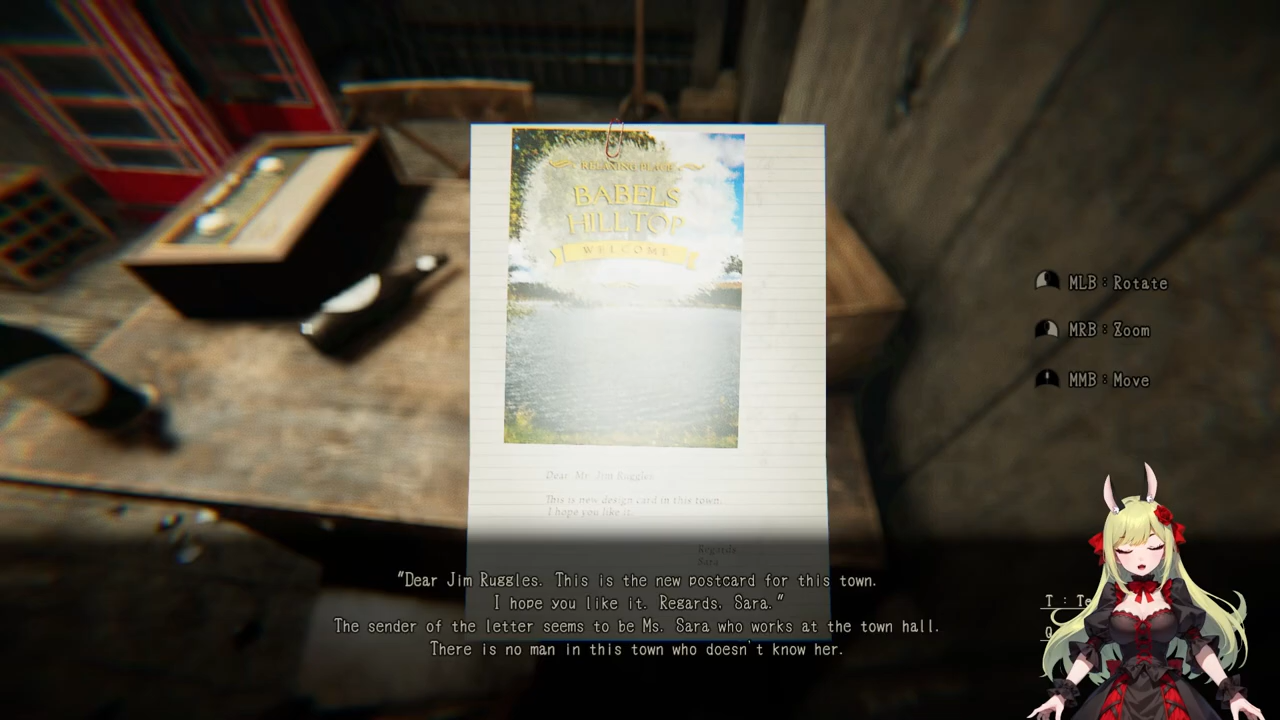 RELAXING PLACE
BABELS
HILLTOP
WELCOME
Dear. Mr. Jim Ruggles
This is new design card in this town.
I hope you like it.
Regards.
Sara
MLB : Rotate
MRB : Zoom
MMB : Move
T : Te
"Dear Jim Ruggles. This is the new postcard for this town.
I hope you like it. Regards. Sara."
The sender of the letter seems to be Ms. Sara who works at the town hall.
There is no man in this town who doesn't know her.